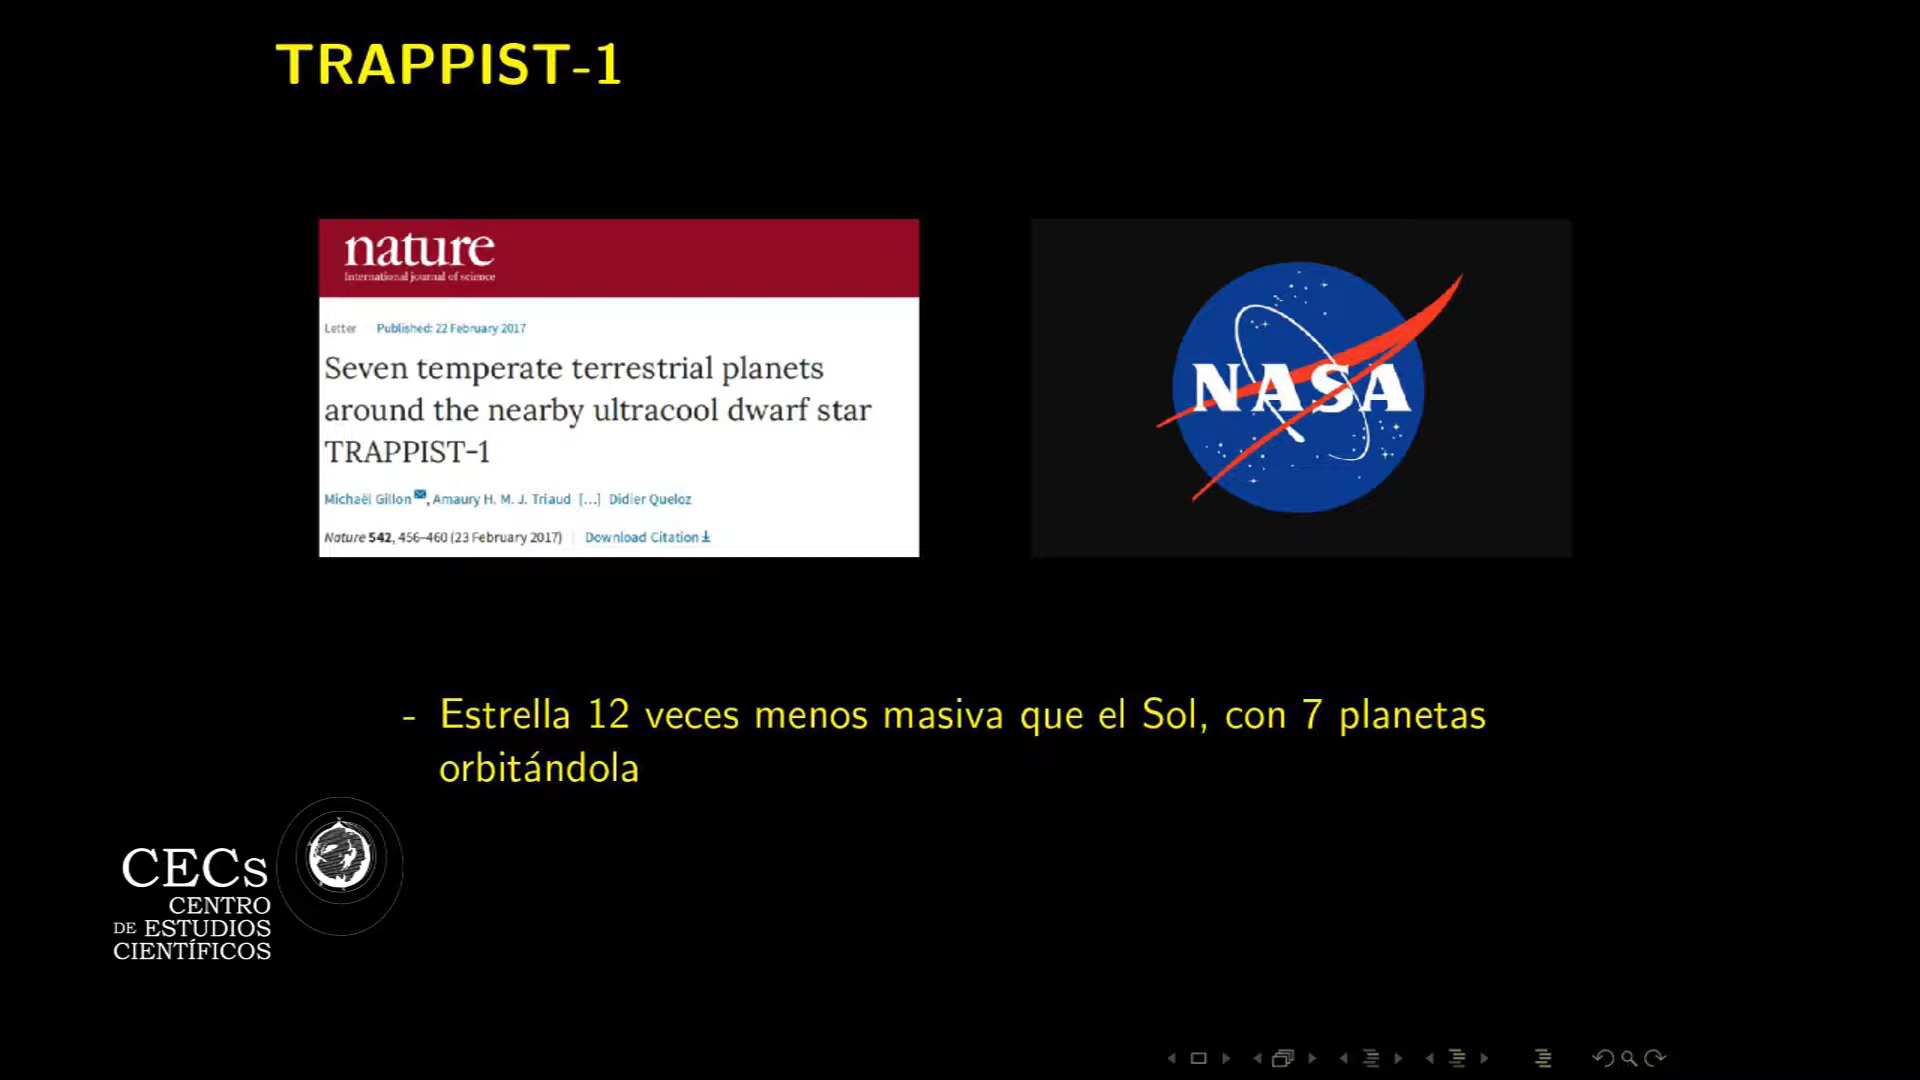 TRAPPIST-1
nature
International journal of science
Letter Published: 22 February 2017
Seven temperate terrestrial planets
around the nearby ultracool dwarf star
TRAPPIST-1
Michaël Gillon, Amaury H. M. J. Triaud [...] Didier Queloz
Nature 542, 456–460 (23 February 2017) | Download Citation
NASA
- Estrella 12 veces menos masiva que el Sol, con 7 planetas
orbitándola
CECs
CENTRO
DE ESTUDIOS
CIENTÍFICOS